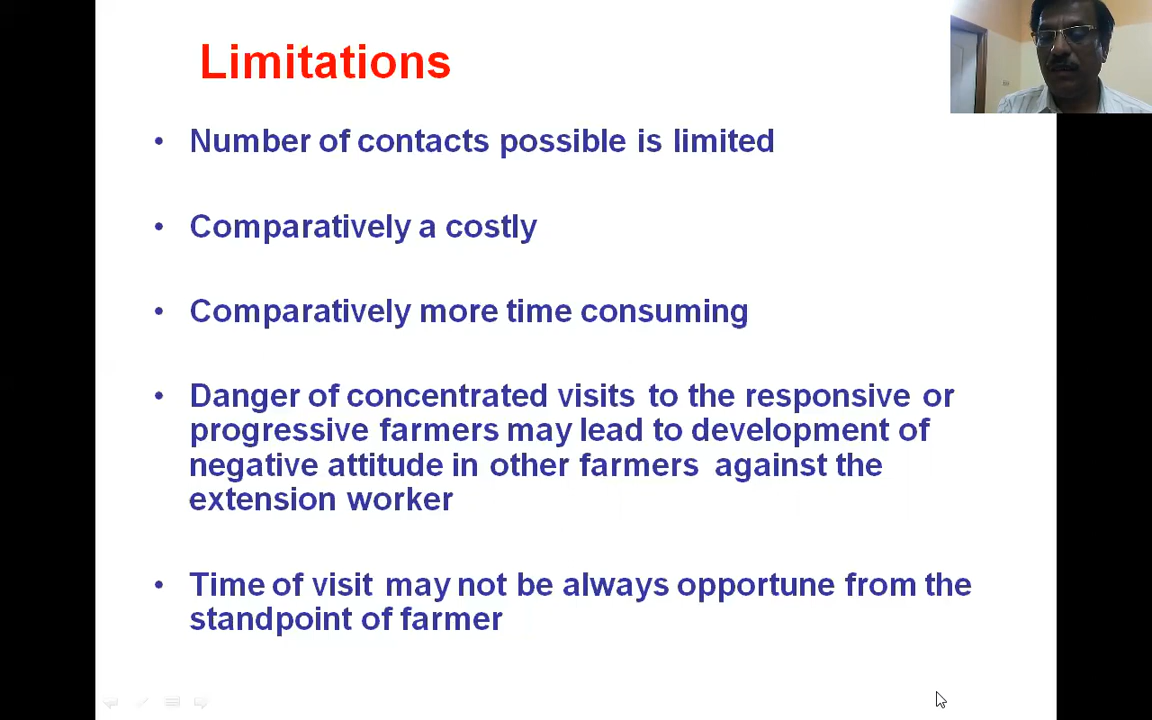 Limitations
• Number of contacts possible is limited
• Comparatively a costly
• Comparatively more time consuming
• Danger of concentrated visits to the responsive or
progressive farmers may lead to development of
negative attitude in other farmers against the
extension worker
• Time of visit may not be always opportune from the
standpoint of farmer